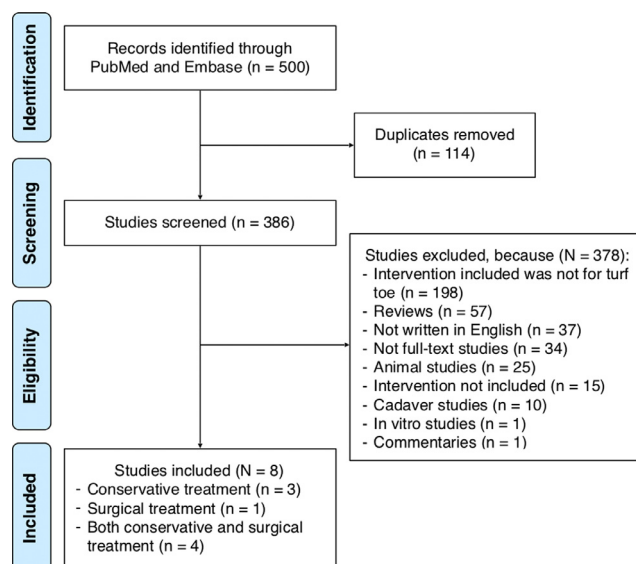 Identification
Records identified through
PubMed and Embase (n = 500)
Duplicates removed
(n = 114)
Screening
Studies screened (n = 386)
Eligibility
Studies excluded, because (N = 378):
- Intervention included was not for turf
toe (n = 198)
- Reviews (n = 57)
- Not written in English (n = 37)
- Not full-text studies (n = 34)
- Animal studies (n = 25)
- Intervention not included (n = 15)
- Cadaver studies (n = 10)
- In vitro studies (n = 1)
- Commentaries (n = 1)
Included
Studies included (N = 8)
- Conservative treatment (n = 3)
- Surgical treatment (n = 1)
- Both conservative and surgical
treatment (n = 4)